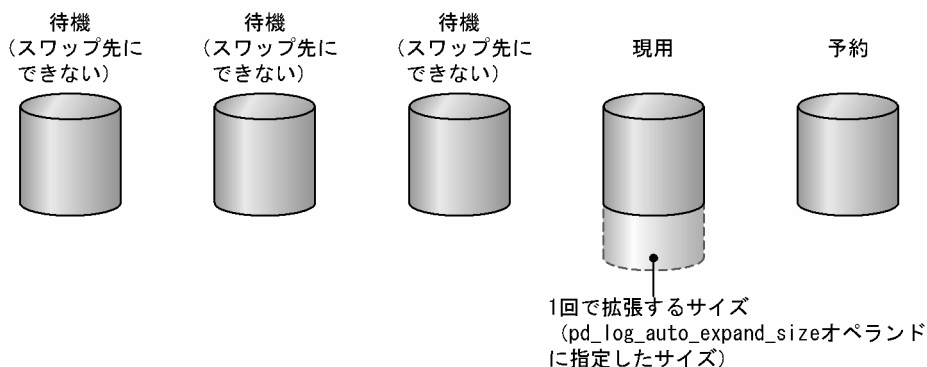 待機
(スワップ先に
できない)
待機
(スワップ先に
できない)
待機
(スワップ先に
できない)
現用
予約
1回で拡張するサイズ
(pd_log_auto_expand_sizeオペランド
に指定したサイズ)